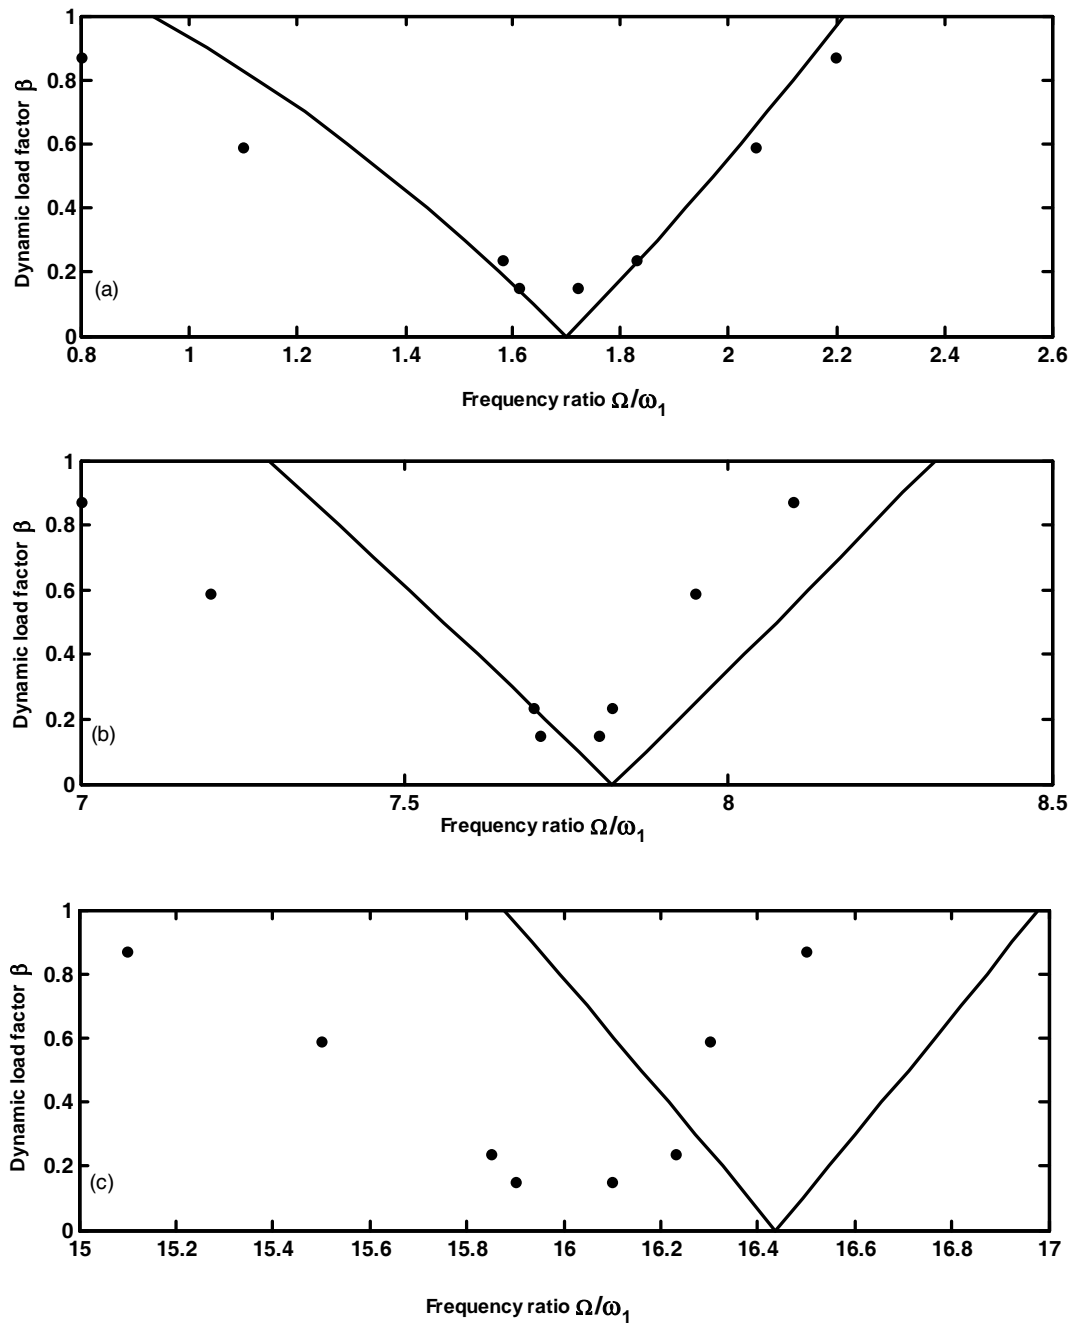 1
0.8
0.6
0.4
0.2
0
Dynamic load factor β
(a)
0.8 1 1.2 1.4 1.6 1.8 2 2.2 2.4 2.6
Frequency ratio Ω/ω1
1
0.8
0.6
0.4
0.2
0
Dynamic load factor β
(b)
7 7.5 8 8.5
Frequency ratio Ω/ω1
1
0.8
0.6
0.4
0.2
0
Dynamic load factor β
(c)
15 15.2 15.4 15.6 15.8 16 16.2 16.4 16.6 16.8 17
Frequency ratio Ω/ω1